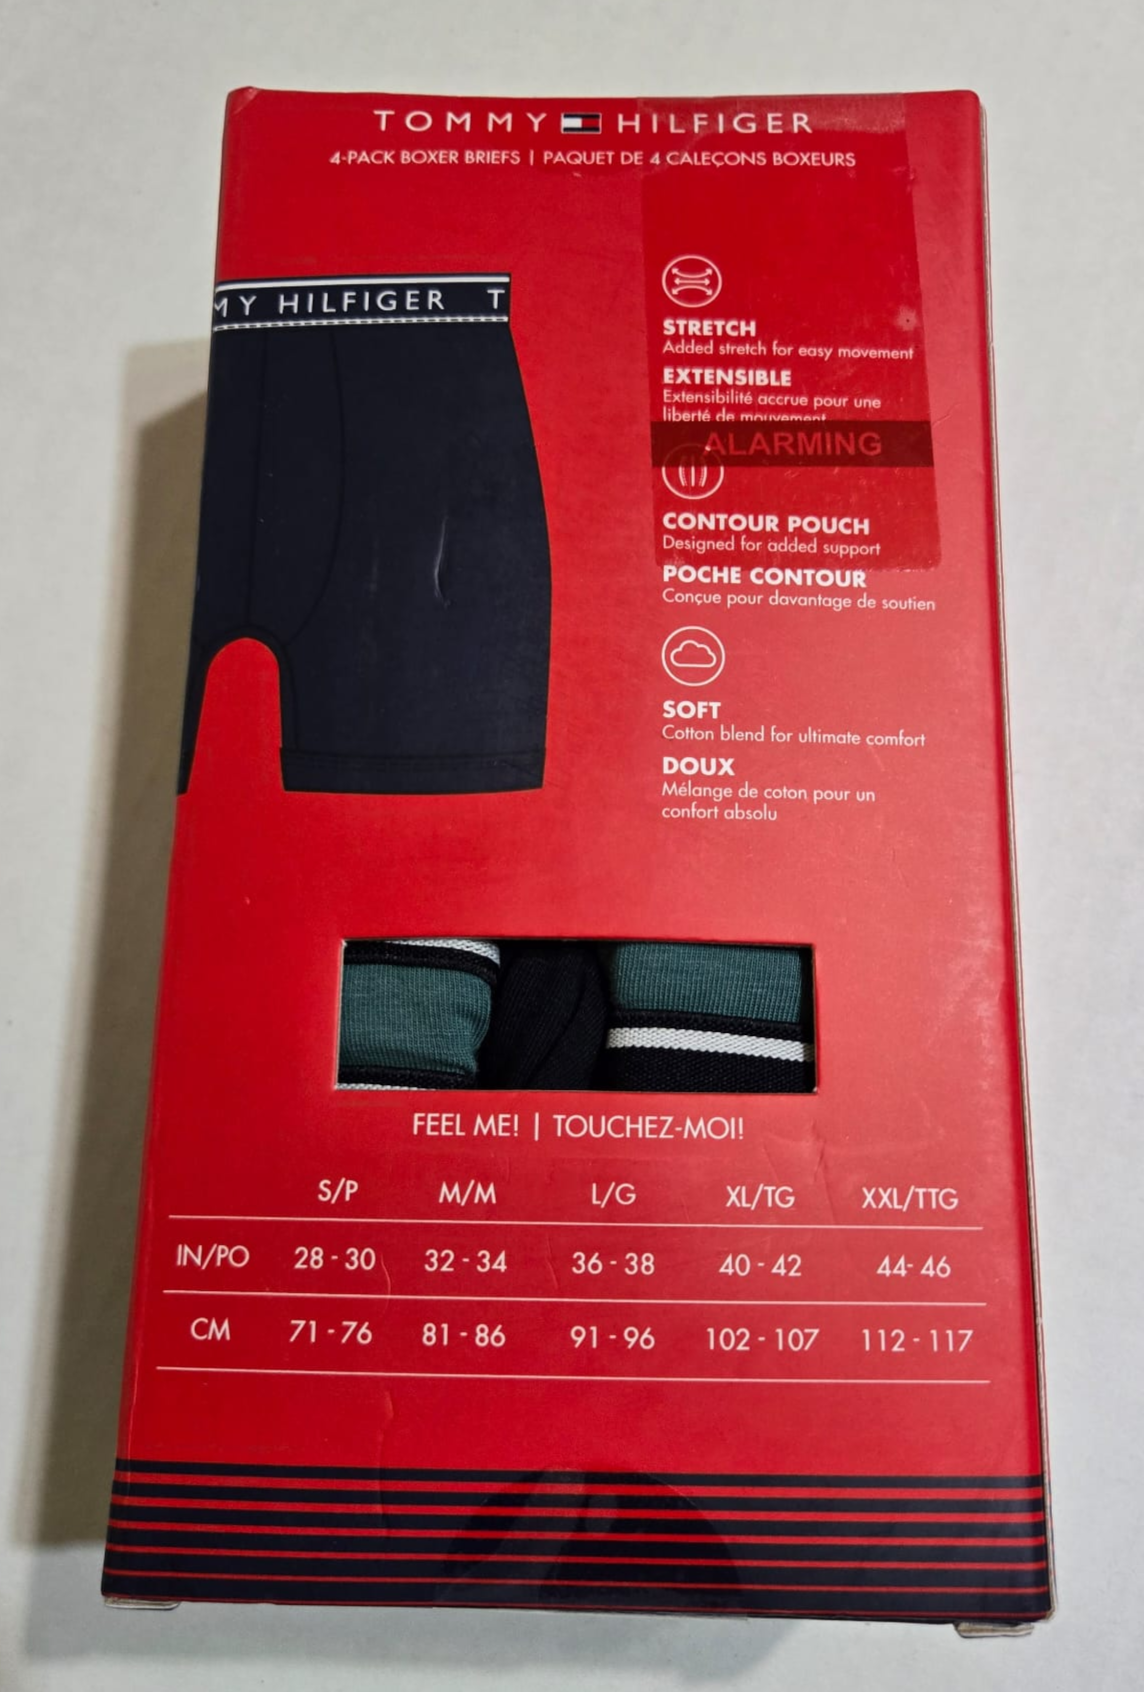 TOMMY HILFIGER
4-PACK BOXER BRIEFS | PAQUET DE 4 CALEÇONS BOXEURS
MY HILFIGER T
STRETCH
Added stretch for easy movement
EXTENSIBLE
Extensibilité accrue pour une
liberté de mouvement
ALARMING
CONTOUR POUCH
Designed for added support
POCHE CONTOUR
Conçue pour davantage de soutien
SOFT
Cotton blend for ultimate comfort
DOUX
Mélange de coton pour un
confort absolu
FEEL ME! | TOUCHEZ-MOI!
S/P M/M L/G XL/TG XXL/TTG
IN/PO 28 - 30 32 - 34 36 - 38 40 - 42 44- 46
CM 71 - 76 81 - 86 91 - 96 102 - 107 112 - 117